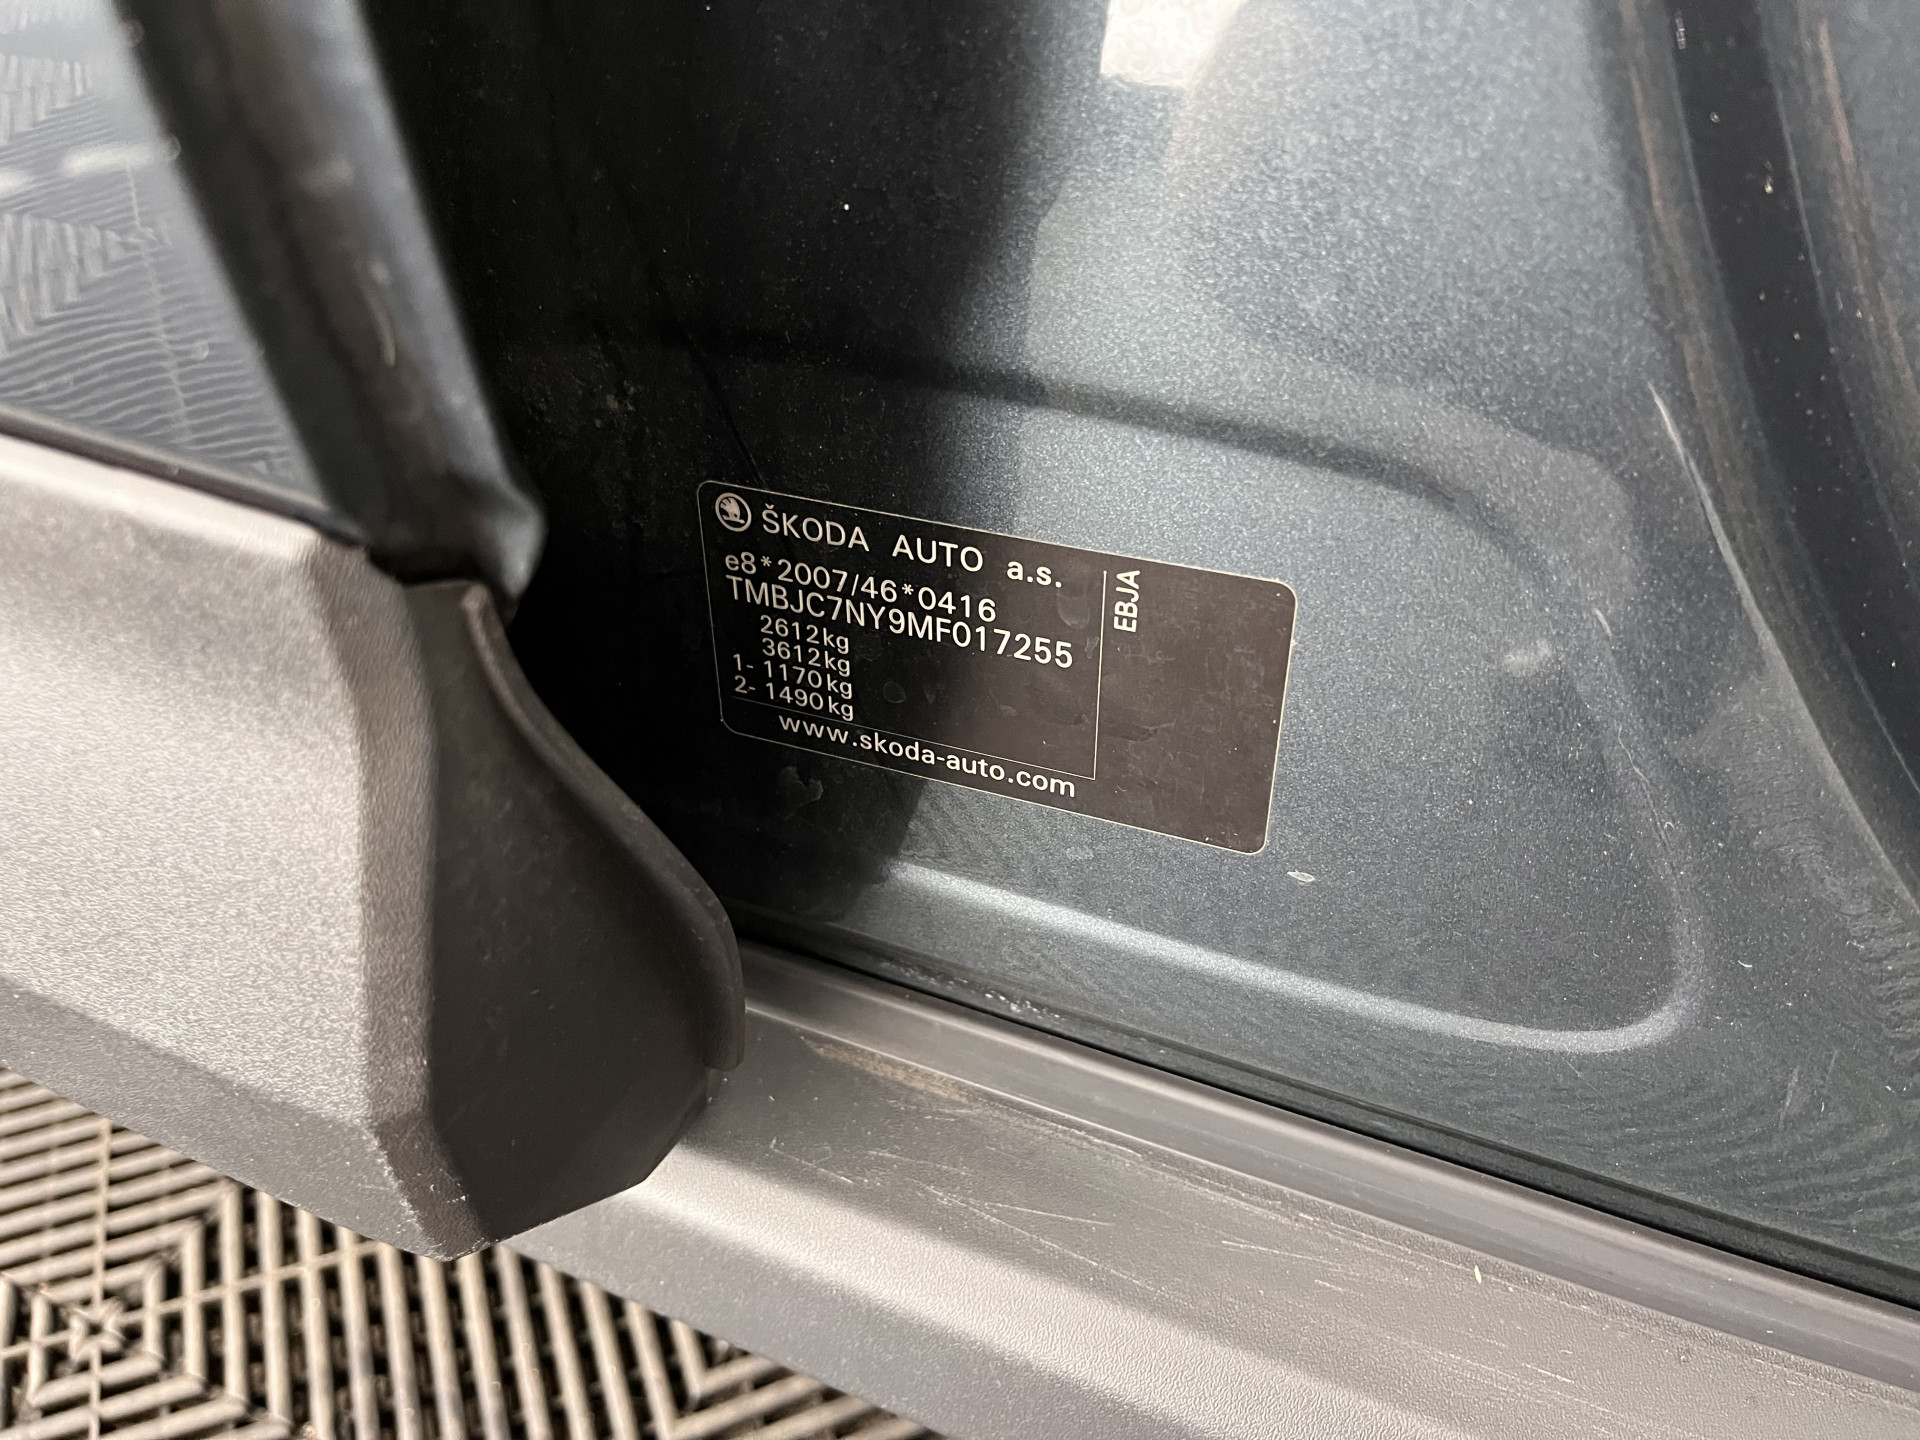 ŠKODA AUTO a.s.
e8*2007/46*0416
TMBJC7NY9MF017255
2612kg
3612kg
1- 1170kg
2- 1490kg
www.skoda-auto.com
EBJA